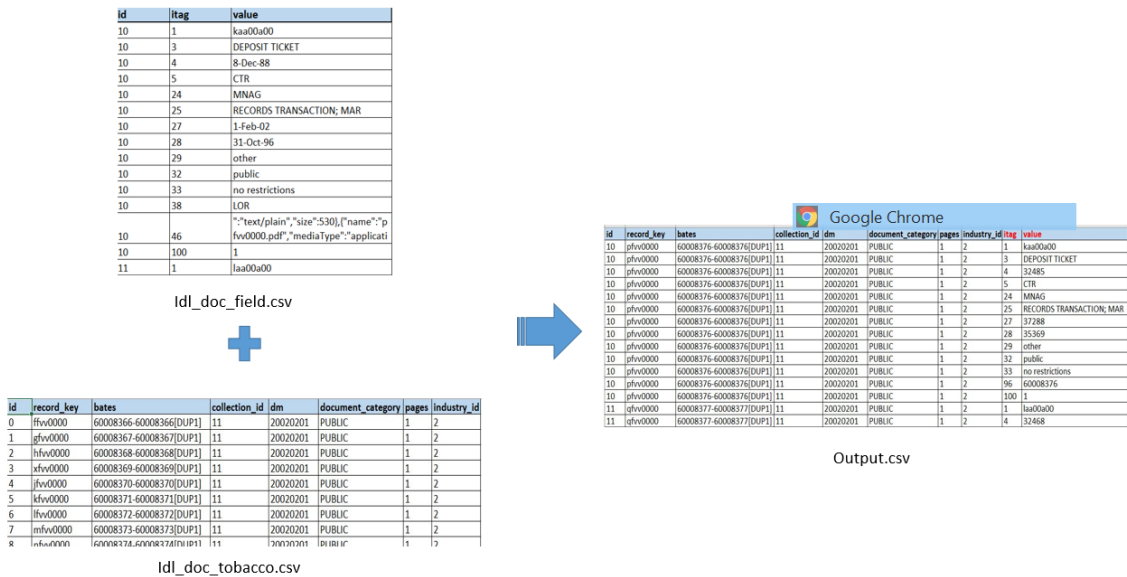 id itag value
10 1 kaa00a00
10 3 DEPOSIT TICKET
10 4 8-Dec-88
10 5 CTR
10 24 MNAG
10 25 RECORDS TRANSACTION; MAR
10 27 1-Feb-02
10 28 31-Oct-96
10 29 other
10 32 public
10 33 no restrictions
10 38 LOR
":"text/plain","size":530},{"name":"p
10 46 fvv0000.pdf","mediaType":"applicati
10 100 1
11 1 laa00a00
Idl_doc_field.csv
id record_key bates collection_id dm document_category pages industry_id
0 ffvv0000 60008366-60008366[DUP1] 11 20020201 PUBLIC 1 2
1 gfvv0000 60008367-60008367[DUP1] 11 20020201 PUBLIC 1 2
2 hfvv0000 60008368-60008368[DUP1] 11 20020201 PUBLIC 1 2
3 xfvv0000 60008369-60008369[DUP1] 11 20020201 PUBLIC 1 2
4 jfvv0000 60008370-60008370[DUP1] 11 20020201 PUBLIC 1 2
5 kfvv0000 60008371-60008371[DUP1] 11 20020201 PUBLIC 1 2
6 lfvv0000 60008372-60008372[DUP1] 11 20020201 PUBLIC 1 2
7 mfvv0000 60008373-60008373[DUP1] 11 20020201 PUBLIC 1 2
8 nfvv0000 60008374-60008374[DUP1] 11 20020201 PUBLIC 1 2
Idl_doc_tobacco.csv
Google Chrome
id record_key bates collection_id dm document_category pages industry_id itag value
10 pfvv0000 60008376-60008376[DUP1] 11 20020201 PUBLIC 1 2 1 kaa00a00
10 pfvv0000 60008376-60008376[DUP1] 11 20020201 PUBLIC 1 2 3 DEPOSIT TICKET
10 pfvv0000 60008376-60008376[DUP1] 11 20020201 PUBLIC 1 2 4 32485
10 pfvv0000 60008376-60008376[DUP1] 11 20020201 PUBLIC 1 2 5 CTR
10 pfvv0000 60008376-60008376[DUP1] 11 20020201 PUBLIC 1 2 24 MNAG
10 pfvv0000 60008376-60008376[DUP1] 11 20020201 PUBLIC 1 2 25 RECORDS TRANSACTION; MAR
10 pfvv0000 60008376-60008376[DUP1] 11 20020201 PUBLIC 1 2 27 37288
10 pfvv0000 60008376-60008376[DUP1] 11 20020201 PUBLIC 1 2 28 35369
10 pfvv0000 60008376-60008376[DUP1] 11 20020201 PUBLIC 1 2 29 other
10 pfvv0000 60008376-60008376[DUP1] 11 20020201 PUBLIC 1 2 32 public
10 pfvv0000 60008376-60008376[DUP1] 11 20020201 PUBLIC 1 2 33 no restrictions
10 pfvv0000 60008376-60008376[DUP1] 11 20020201 PUBLIC 1 2 96 60008376
10 pfvv0000 60008376-60008376[DUP1] 11 20020201 PUBLIC 1 2 100 1
11 qfvv0000 60008377-60008377[DUP1] 11 20020201 PUBLIC 1 2 1 laa00a00
11 qfvv0000 60008377-60008377[DUP1] 11 20020201 PUBLIC 1 2 4 32468
Output.csv